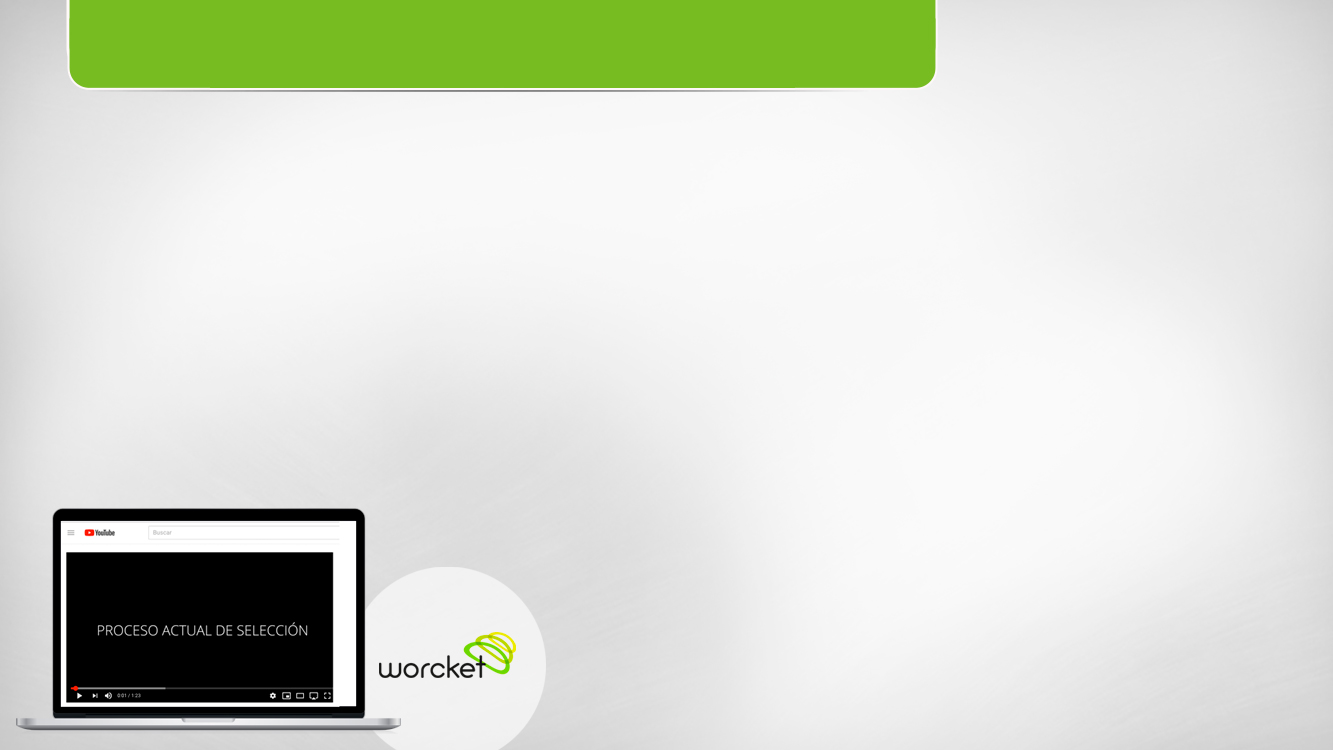 YouTube
Buscar
PROCESO ACTUAL DE SELECCIÓN
0:01 / 1:23
worcket